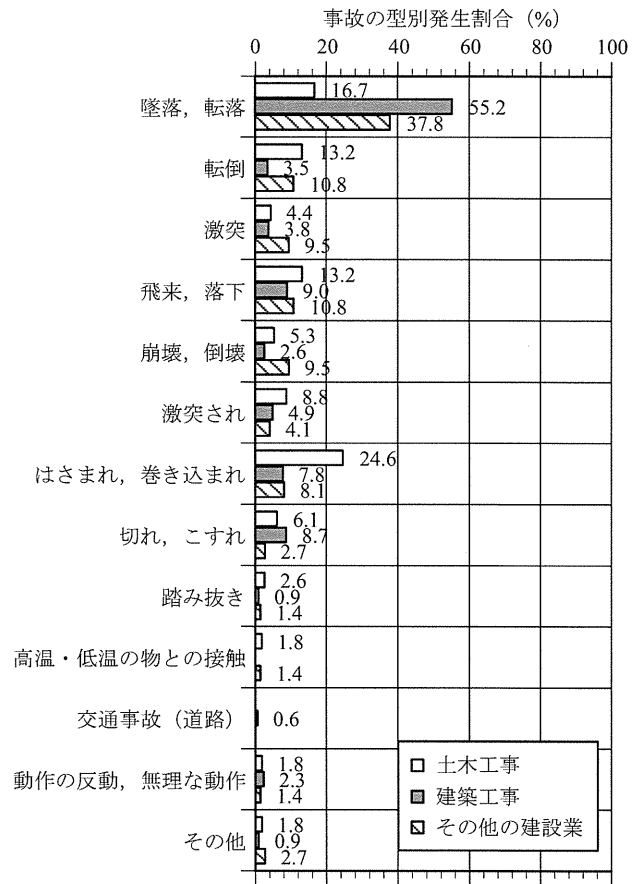 事故の型別発生割合（%）
0 20 40 60 80 100
墜落，転落
16.7
55.2
37.8
転倒
13.2
3.5
10.8
激突
4.4
3.8
9.5
飛来，落下
13.2
9.0
10.8
崩壊，倒壊
5.3
2.6
9.5
激突され
8.8
4.9
4.1
はさまれ，巻き込まれ
24.6
7.8
8.1
切れ，こすれ
6.1
8.7
2.7
踏み抜き
2.6
0.9
1.4
高温・低温の物との接触
1.8
1.4
交通事故（道路）
0.6
動作の反動，無理な動作
1.8
2.3
1.4
その他
1.8
0.9
2.7
土木工事
建築工事
その他の建設業